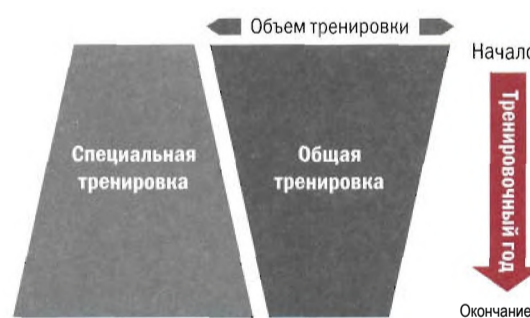 Объем тренировки
Начало
Специальная
тренировка
Общая
тренировка
Тренировочный год
Окончание